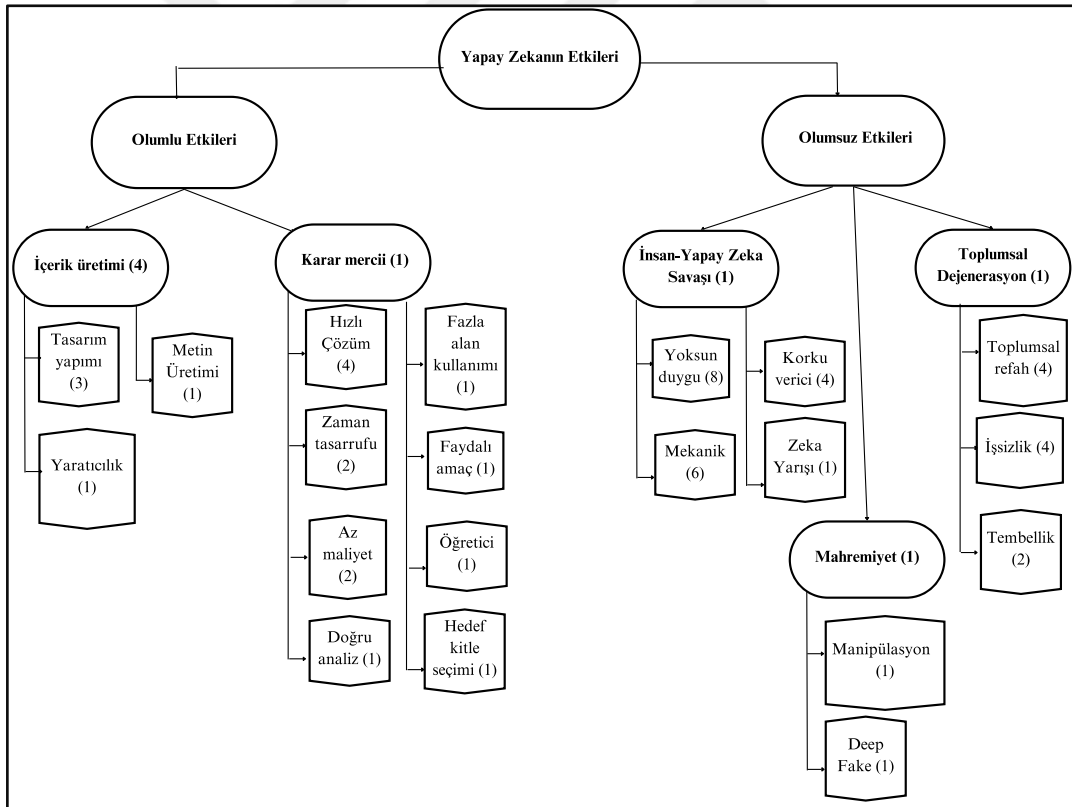 Yapay Zekanın Etkileri
Olumlu Etkileri
Olumsuz Etkileri
İçerik üretimi (4)
Karar mercii (1)
İnsan-Yapay Zeka
Savaşı (1)
Toplumsal
Dejenerasyon (1)
Tasarım
yapımı
(3)
Metin
Üretimi
(1)
Yaratıcılık
(1)
Hızlı
Çözüm
(4)
Fazla
alan
kullanımı
(1)
Zaman
tasarrufu
(2)
Faydalı
amaç (1)
Az
maliyet
(2)
Öğretici
(1)
Doğru
analiz (1)
Hedef
kitle
seçimi (1)
Yoksun
duygu (8)
Korku
verici (4)
Mekanik
(6)
Zeka
Yarışı (1)
Toplumsal
refah (4)
İşsizlik (4)
Tembellik
(2)
Mahremiyet (1)
Manipülasyon
(1)
Deep
Fake (1)